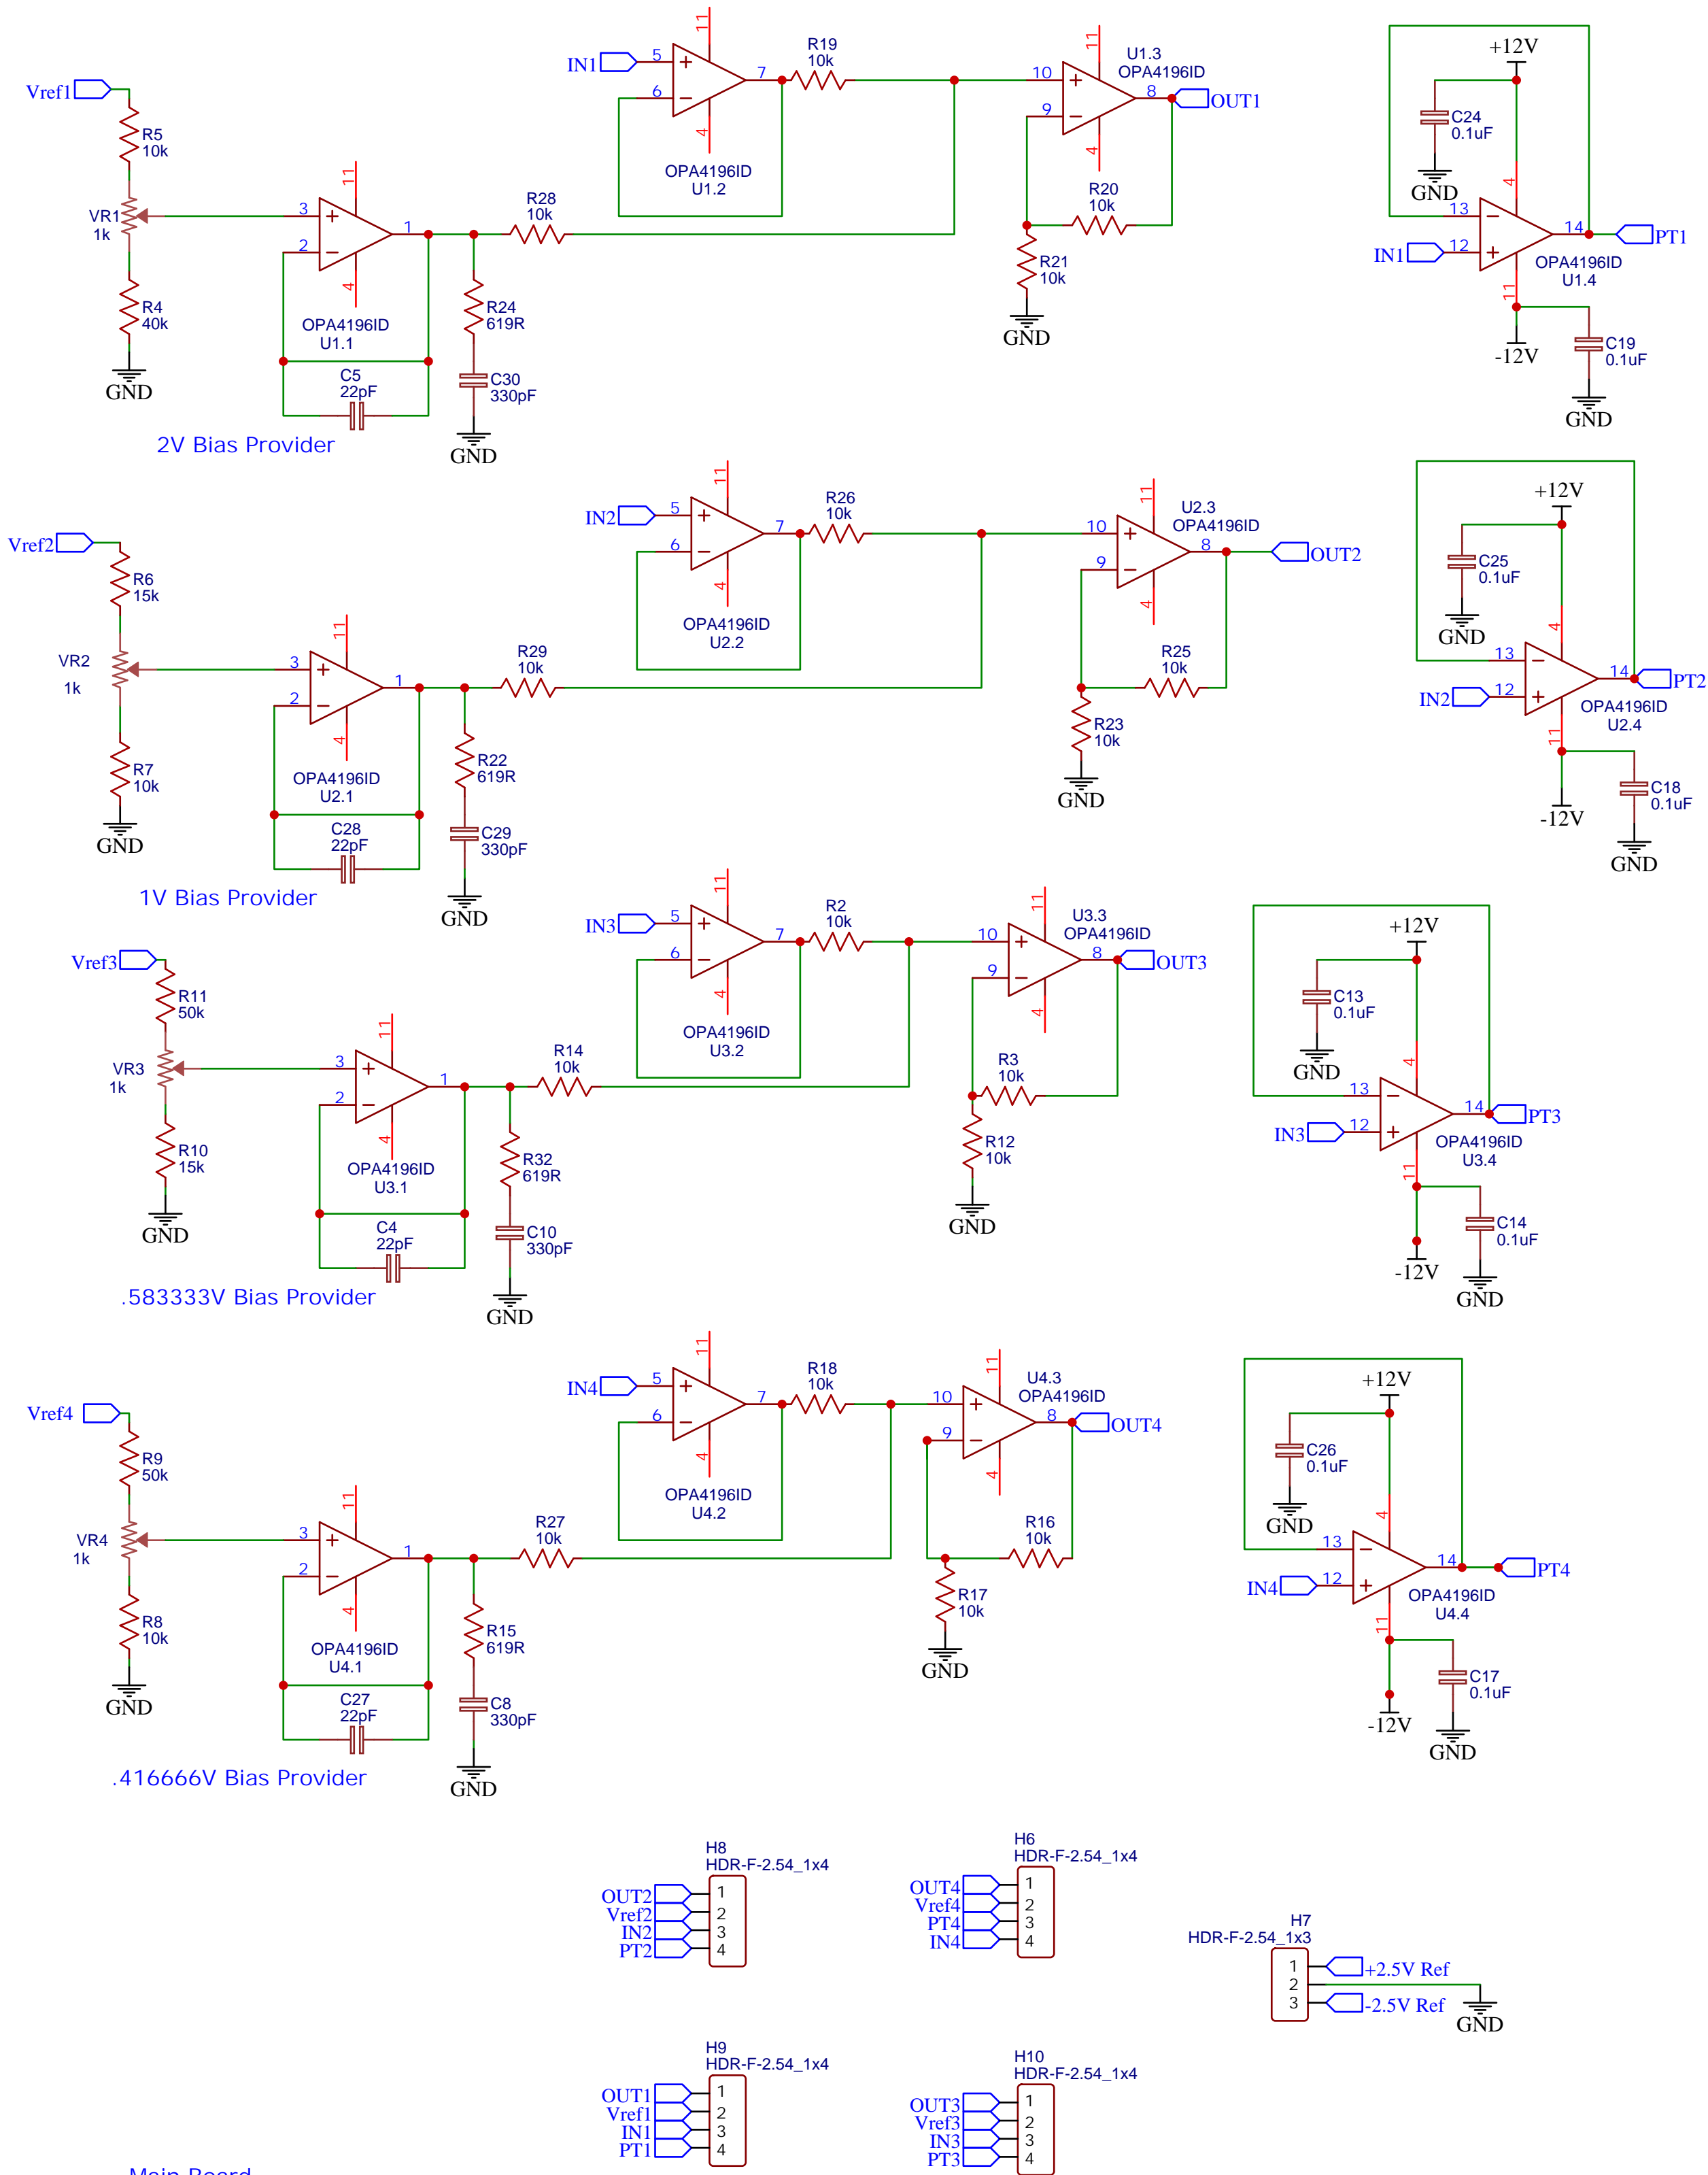 Vref1
R5
10k
VR1
1k
R4
40k
GND
3
2
1
11
4
OPA4196ID
U1.1
C5
22pF
2V Bias Provider
R28
10k
R24
619R
C30
330pF
GND
IN1
5
6
7
11
4
OPA4196ID
U1.2
R19
10k
10
9
8
11
4
U1.3
OPA4196ID
OUT1
R20
10k
R21
10k
GND
+12V
C24
0.1uF
GND
4
13
12
14
11
IN1
PT1
OPA4196ID
U1.4
-12V
C19
0.1uF
GND
Vref2
R6
15k
VR2
1k
R7
10k
GND
3
2
1
11
4
OPA4196ID
U2.1
C28
22pF
1V Bias Provider
R29
10k
R22
619R
C29
330pF
GND
IN2
5
6
7
11
4
OPA4196ID
U2.2
R26
10k
10
9
8
11
4
U2.3
OPA4196ID
OUT2
R25
10k
R23
10k
GND
+12V
C25
0.1uF
GND
4
13
12
14
11
IN2
PT2
OPA4196ID
U2.4
-12V
C18
0.1uF
GND
Vref3
R11
50k
VR3
1k
R10
15k
GND
3
2
1
11
4
OPA4196ID
U3.1
C4
22pF
.583333V Bias Provider
R14
10k
R32
619R
C10
330pF
GND
IN3
5
6
7
11
4
OPA4196ID
U3.2
R2
10k
10
9
8
11
4
U3.3
OPA4196ID
OUT3
R3
10k
R12
10k
GND
+12V
C13
0.1uF
GND
4
13
12
14
11
IN3
PT3
OPA4196ID
U3.4
-12V
C14
0.1uF
GND
Vref4
R9
50k
VR4
1k
R8
10k
GND
3
2
1
11
4
OPA4196ID
U4.1
C27
22pF
.416666V Bias Provider
R27
10k
R15
619R
C8
330pF
GND
IN4
5
6
7
11
4
OPA4196ID
U4.2
R18
10k
10
9
8
11
4
U4.3
OPA4196ID
OUT4
R16
10k
R17
10k
GND
+12V
C26
0.1uF
GND
4
13
12
14
11
IN4
PT4
OPA4196ID
U4.4
-12V
C17
0.1uF
GND
H8
HDR-F-2.54_1x4
OUT2 1
Vref2 2
IN2 3
PT2 4
H6
HDR-F-2.54_1x4
OUT4 1
Vref4 2
PT4 3
IN4 4
H7
HDR-F-2.54_1x3
1 +2.5V Ref
2
3 -2.5V Ref
GND
H9
HDR-F-2.54_1x4
OUT1 1
Vref1 2
IN1 3
PT1 4
H10
HDR-F-2.54_1x4
OUT3 1
Vref3 2
IN3 3
PT3 4
Main Board